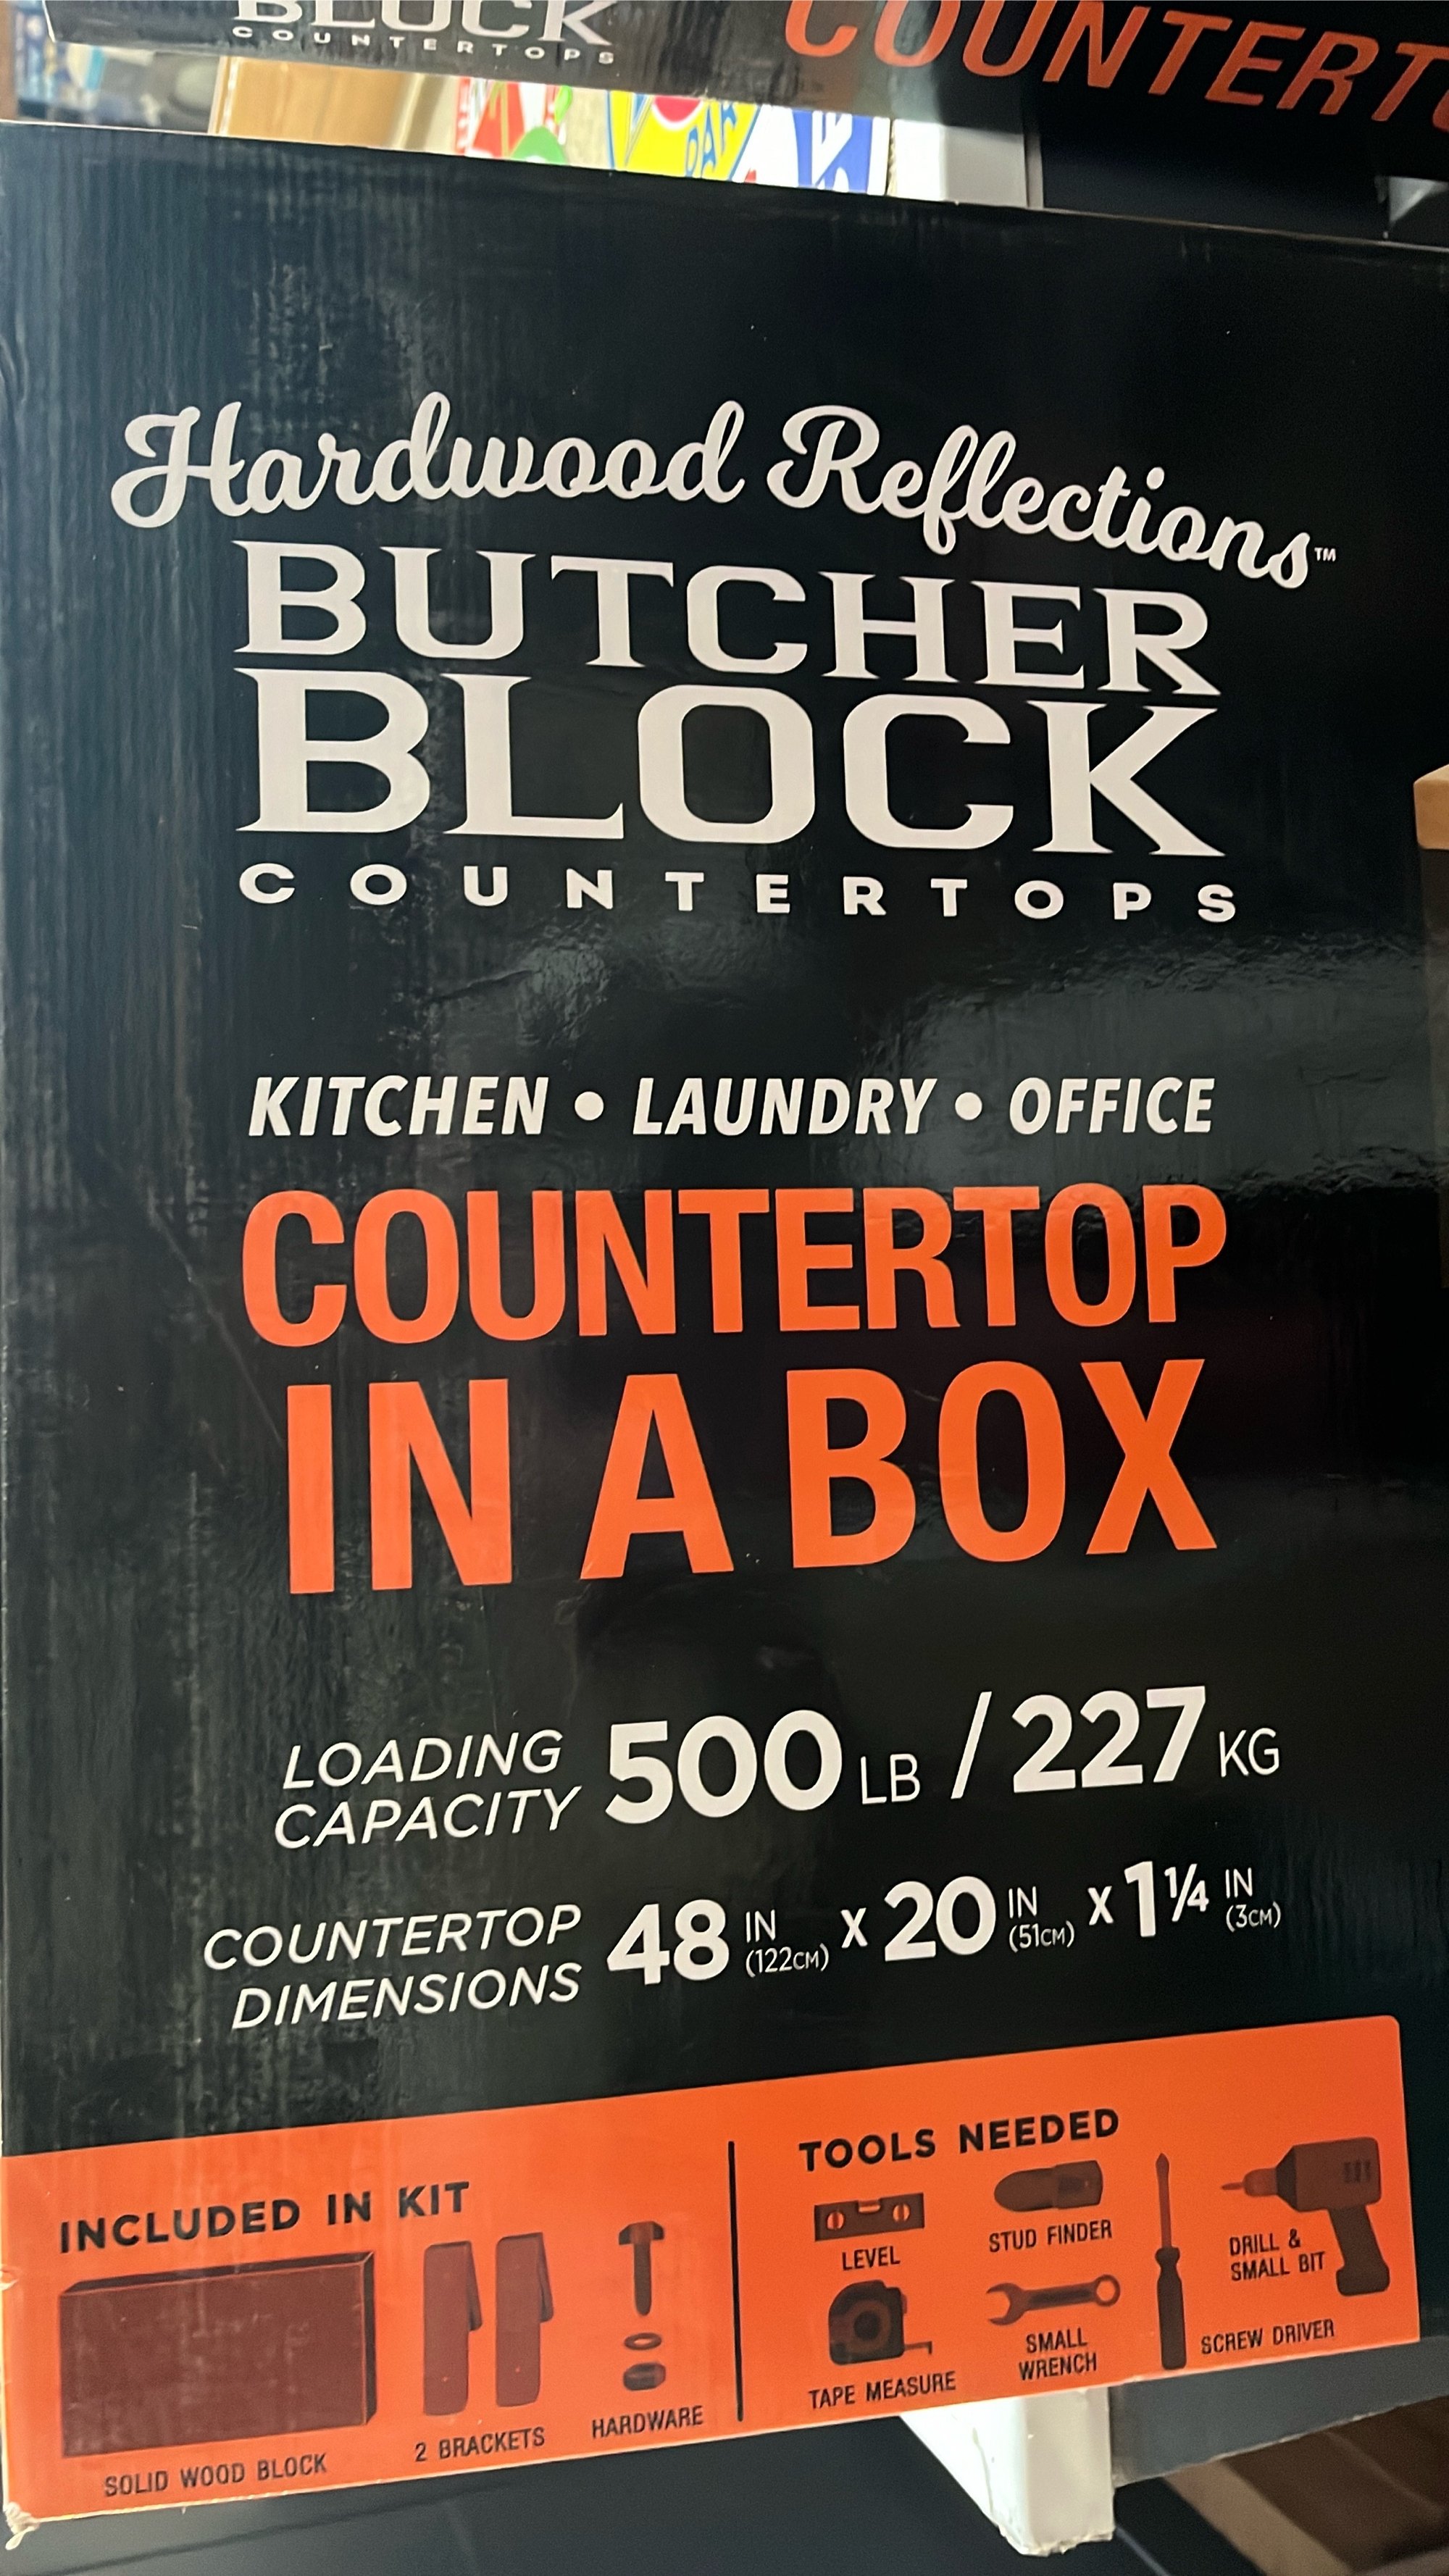 BLOCK
COUNTERTOPS
COUNTERT
Hardwood Reflections™
BUTCHER
BLOCK
COUNTERTOPS
KITCHEN • LAUNDRY • OFFICE
COUNTERTOP
IN A BOX
LOADING CAPACITY 500 LB / 227 KG
COUNTERTOP DIMENSIONS 48 IN (122CM) X 20 IN (51CM) X 1 ¼ IN (3CM)
INCLUDED IN KIT
SOLID WOOD BLOCK
2 BRACKETS
HARDWARE
TOOLS NEEDED
LEVEL
STUD FINDER
DRILL &
SMALL BIT
TAPE MEASURE
SMALL
WRENCH
SCREW DRIVER